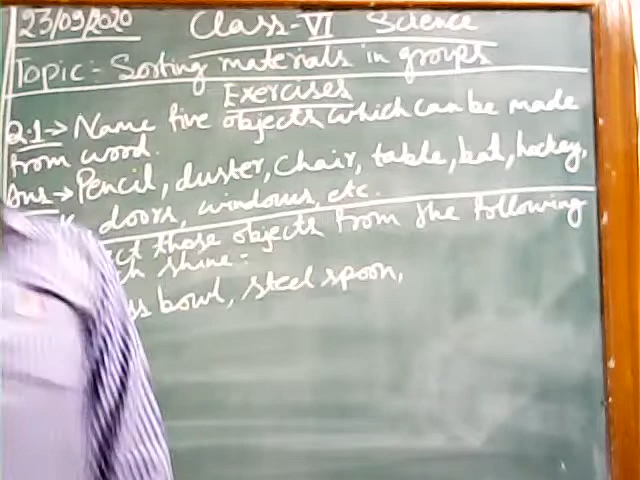 23/09/2020 Class-VI Science
Topic:- Sorting materials in groups
Exercises
Q.1→ Name five objects which can be made
from wood.
Ans→ Pencil, duster, chair, table, bat, hockey,
doors, windows, etc.
those objects from the following
shine:-
bowl, steel spoon,